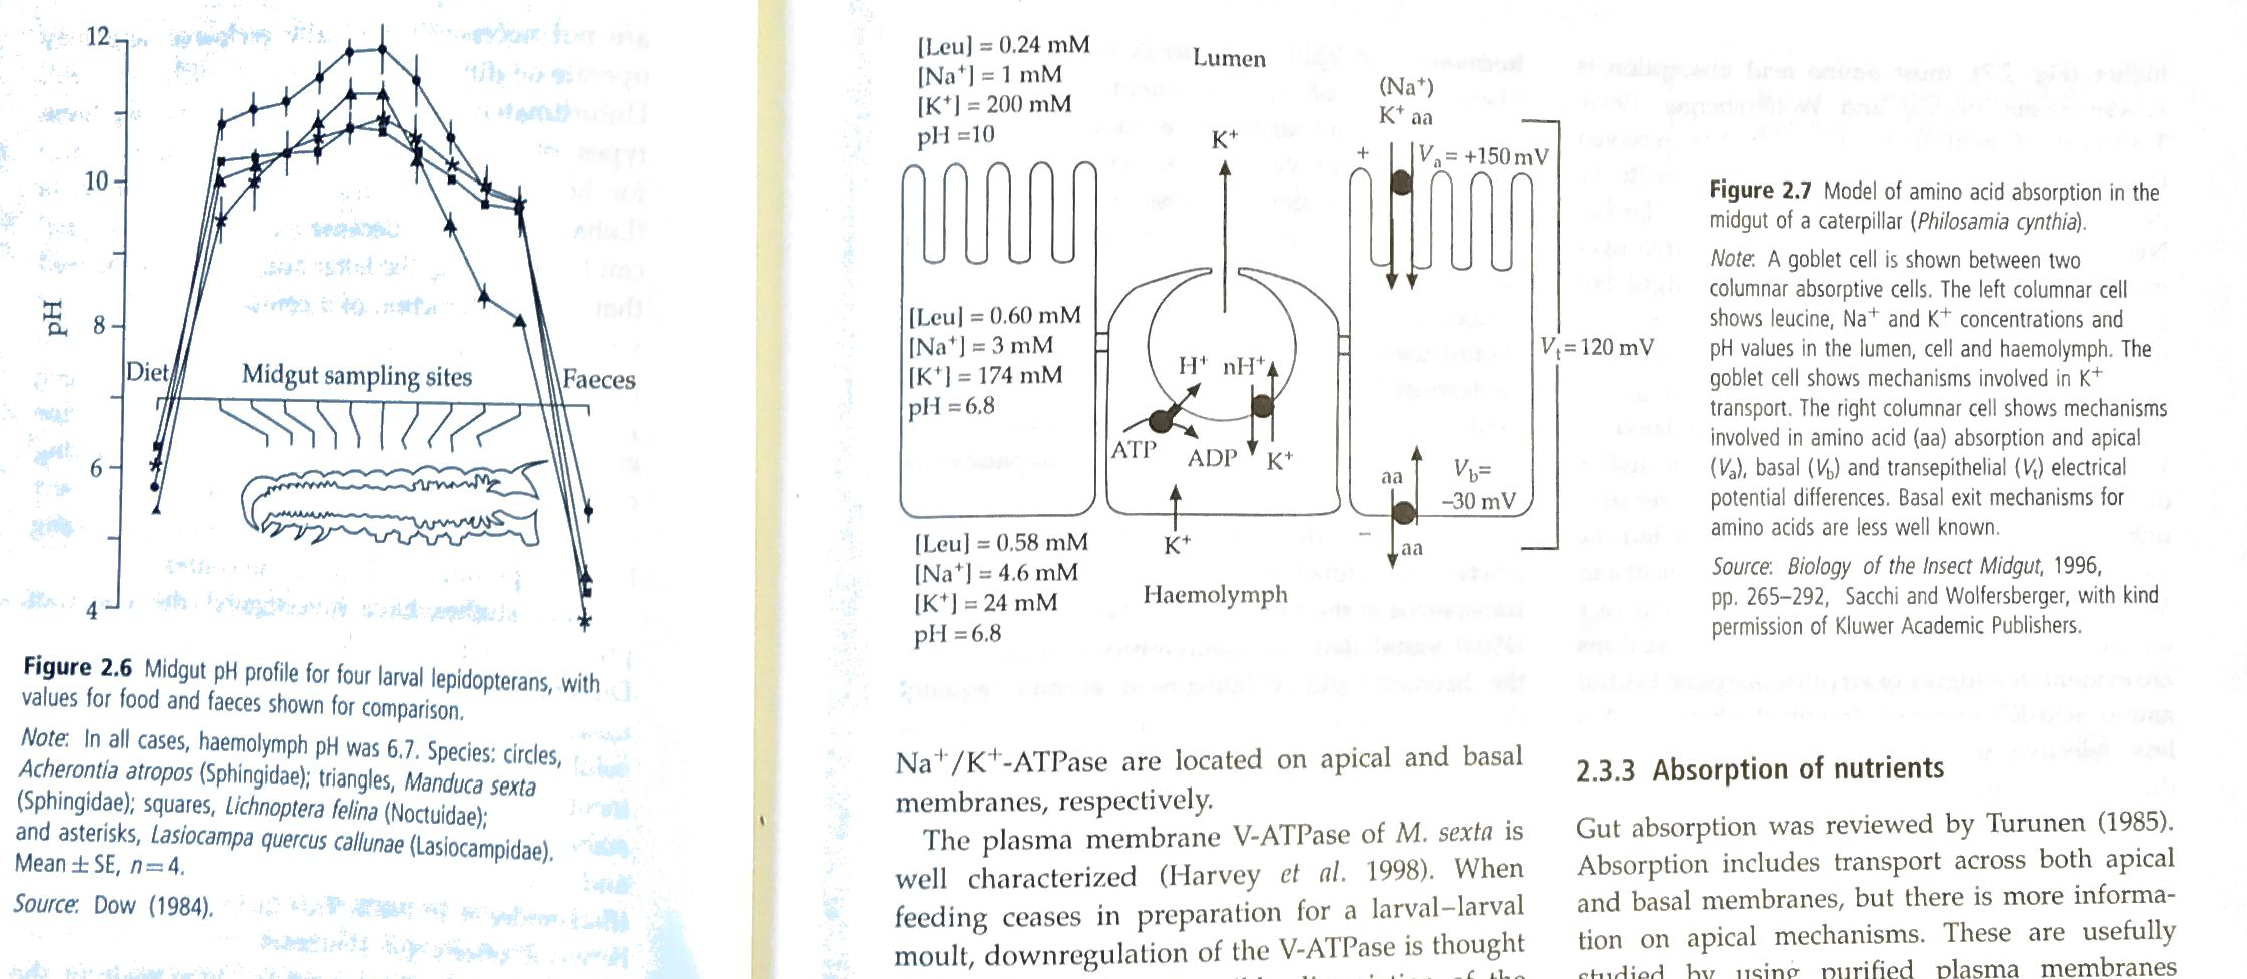 12
10
8
6
4
pH
Diet
Midgut sampling sites
Faeces
Figure 2.6 Midgut pH profile for four larval lepidopterans, with
values for food and faeces shown for comparison.
Note: In all cases, haemolymph pH was 6.7. Species: circles,
Acherontia atropos (Sphingidae); triangles, Manduca sexta
(Sphingidae); squares, Lichnoptera felina (Noctuidae);
and asterisks, Lasiocampa quercus callunae (Lasiocampidae).
Mean ± SE, n=4.
Source: Dow (1984).
[Leu] = 0.24 mM
[Na⁺] = 1 mM
[K⁺] = 200 mM
pH =10
Lumen
K⁺
(Na⁺)
K⁺ aa
+
Vₐ= +150 mV
[Leu] = 0.60 mM
[Na⁺] = 3 mM
[K⁺] = 174 mM
pH =6.8
H⁺ nH⁺
ATP
ADP
K⁺
K⁺
aa
V_b=
−30 mV
−
aa
V_t=120 mV
[Leu] = 0.58 mM
[Na⁺] = 4.6 mM
[K⁺] = 24 mM
pH =6.8
Haemolymph
Figure 2.7 Model of amino acid absorption in the
midgut of a caterpillar (Philosamia cynthia).
Note: A goblet cell is shown between two
columnar absorptive cells. The left columnar cell
shows leucine, Na⁺ and K⁺ concentrations and
pH values in the lumen, cell and haemolymph. The
goblet cell shows mechanisms involved in K⁺
transport. The right columnar cell shows mechanisms
involved in amino acid (aa) absorption and apical
(Vₐ), basal (V_b) and transepithelial (V_t) electrical
potential differences. Basal exit mechanisms for
amino acids are less well known.
Source: Biology of the Insect Midgut, 1996,
pp. 265–292, Sacchi and Wolfersberger, with kind
permission of Kluwer Academic Publishers.
Na⁺/K⁺-ATPase are located on apical and basal
membranes, respectively.
The plasma membrane V-ATPase of M. sexta is
well characterized (Harvey et al. 1998). When
feeding ceases in preparation for a larval–larval
moult, downregulation of the V-ATPase is thought
2.3.3 Absorption of nutrients
Gut absorption was reviewed by Turunen (1985).
Absorption includes transport across both apical
and basal membranes, but there is more informa-
tion on apical mechanisms. These are usefully
studied by using purified plasma membranes